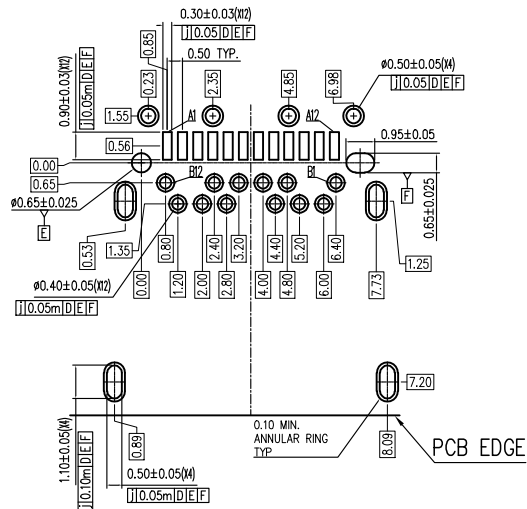 0.30±0.03(X12)
j 0.05 D E F
0.85
0.50 TYP.
0.90±0.03(X12)
j 0.05m D E F
0.23
2.35
4.85
6.98
ø0.50±0.05(X4)
j 0.05 D E F
1.55
A1
A12
0.56
0.95±0.05
0.00
0.65
B12
B1
ø0.65±0.025
E
F
0.65±0.025
0.53
1.35
0.80
2.40
3.20
4.40
5.20
6.40
1.25
ø0.40±0.05(X12)
j 0.05m D E F
0.00
1.20
2.00
2.80
4.00
4.80
6.00
7.73
7.20
0.10 MIN.
ANNULAR RING
TYP
PCB EDGE
1.10±0.05(X4)
j 0.10m D E F
0.89
8.09
0.50±0.05(X4)
j 0.05m D E F